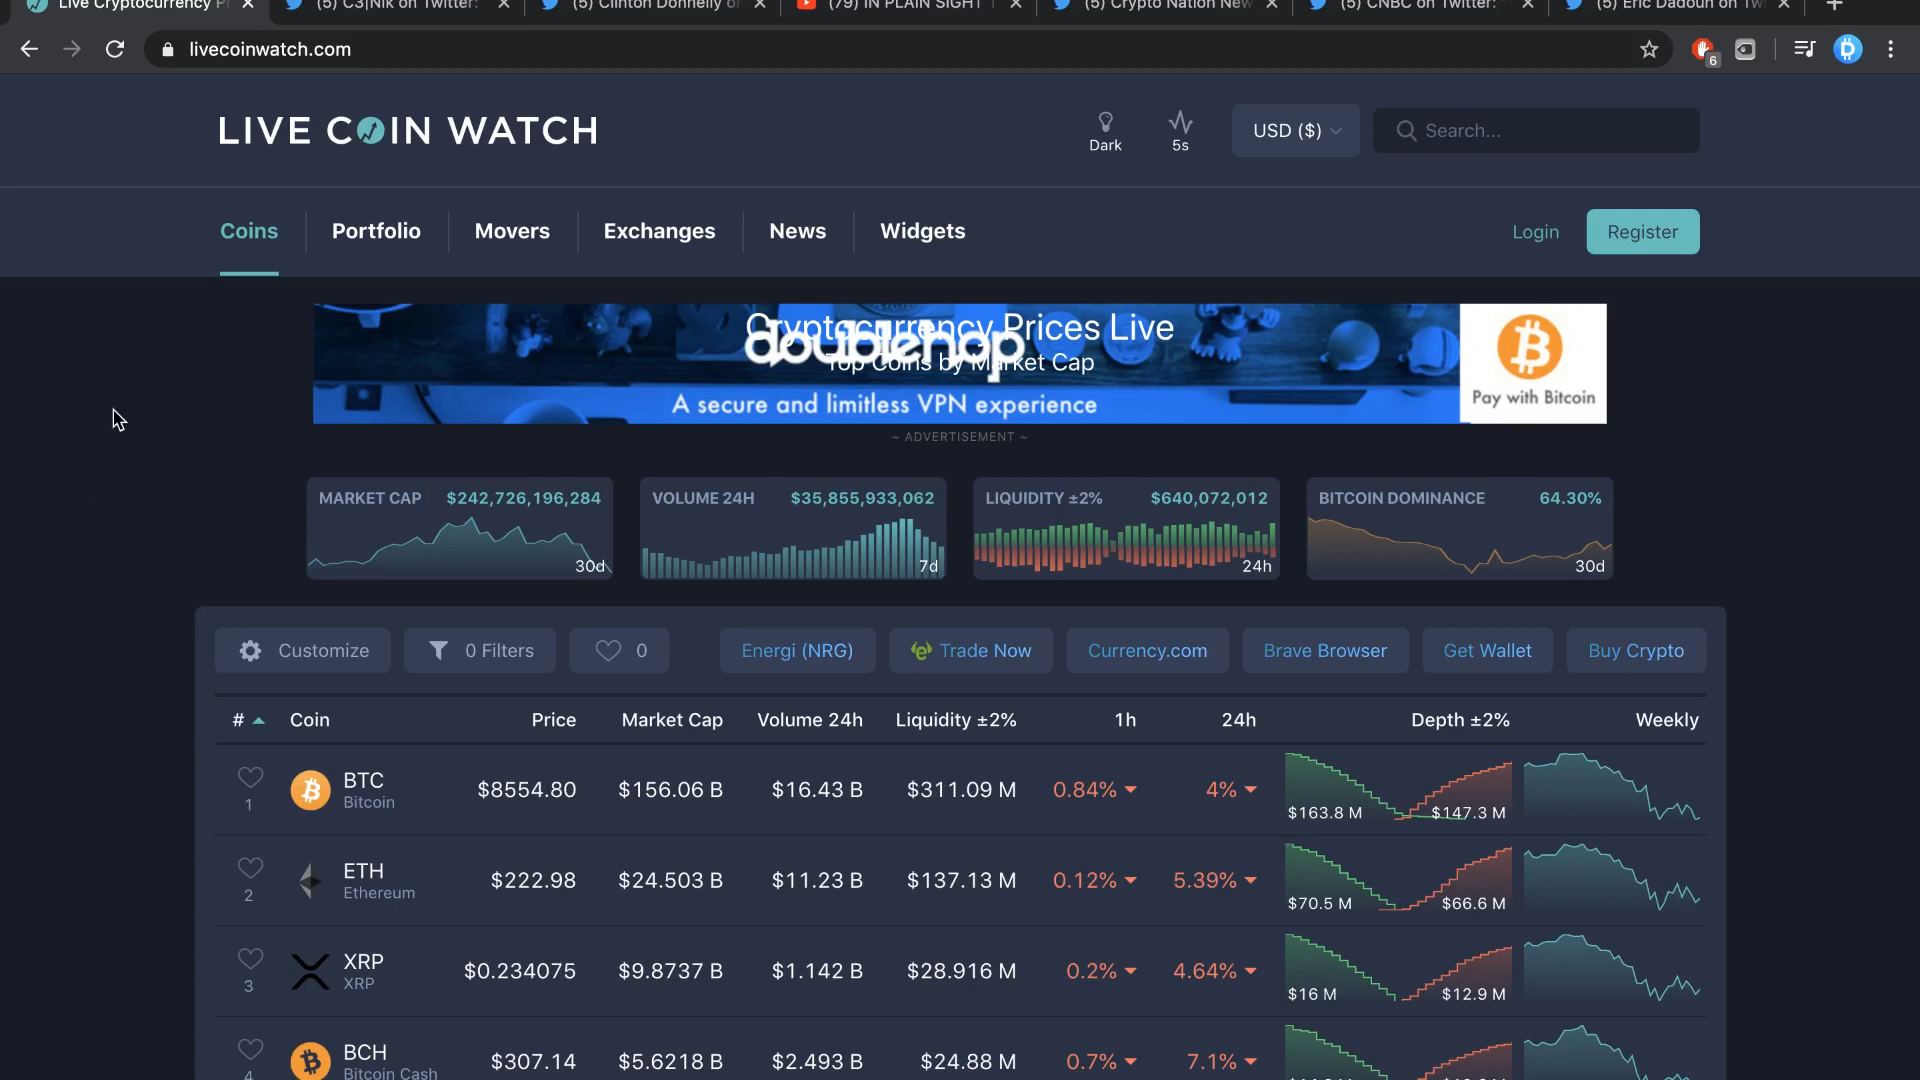 Live Cryptocurrency P
(5) C3|Nik on Twitter:
(5) Clinton Donnelly o
(79) IN PLAIN SIGHT
(5) Crypto Nation New
(5) CNBC on Twitter: "
(5) Eric Dadoun on Twi
livecoinwatch.com
6
LIVE COIN WATCH
Dark
5s
USD ($)
Search...
Coins
Portfolio
Movers
Exchanges
News
Widgets
Login
Register
Cryptocurrency Prices Live
doublehop
Top Coins by Market Cap
A secure and limitless VPN experience
Pay with Bitcoin
~ ADVERTISEMENT ~
MARKET CAP $242,726,196,284
30d
VOLUME 24H $35,855,933,062
7d
LIQUIDITY ±2% $640,072,012
24h
BITCOIN DOMINANCE 64.30%
30d
Customize
0 Filters
0
Energi (NRG)
Trade Now
Currency.com
Brave Browser
Get Wallet
Buy Crypto
# Coin Price Market Cap Volume 24h Liquidity ±2% 1h 24h Depth ±2% Weekly
1 BTC Bitcoin $8554.80 $156.06 B $16.43 B $311.09 M 0.84% 4% $163.8 M $147.3 M
2 ETH Ethereum $222.98 $24.503 B $11.23 B $137.13 M 0.12% 5.39% $70.5 M $66.6 M
3 XRP XRP $0.234075 $9.8737 B $1.142 B $28.916 M 0.2% 4.64% $16 M $12.9 M
4 BCH Bitcoin Cash $307.14 $5.6218 B $2.493 B $24.88 M 0.7% 7.1%